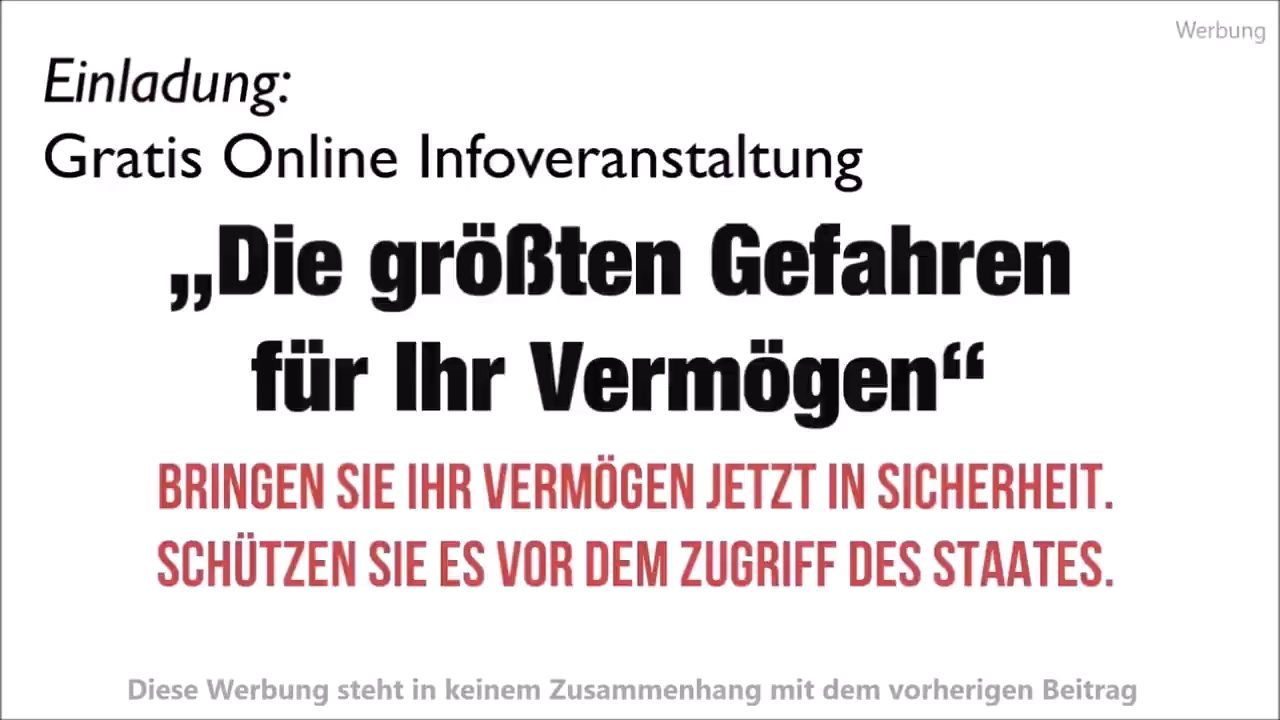 Werbung
Einladung:
Gratis Online Infoveranstaltung
„Die größten Gefahren
für Ihr Vermögen“
BRINGEN SIE IHR VERMÖGEN JETZT IN SICHERHEIT.
SCHÜTZEN SIE ES VOR DEM ZUGRIFF DES STAATES.
Diese Werbung steht in keinem Zusammenhang mit dem vorherigen Beitrag